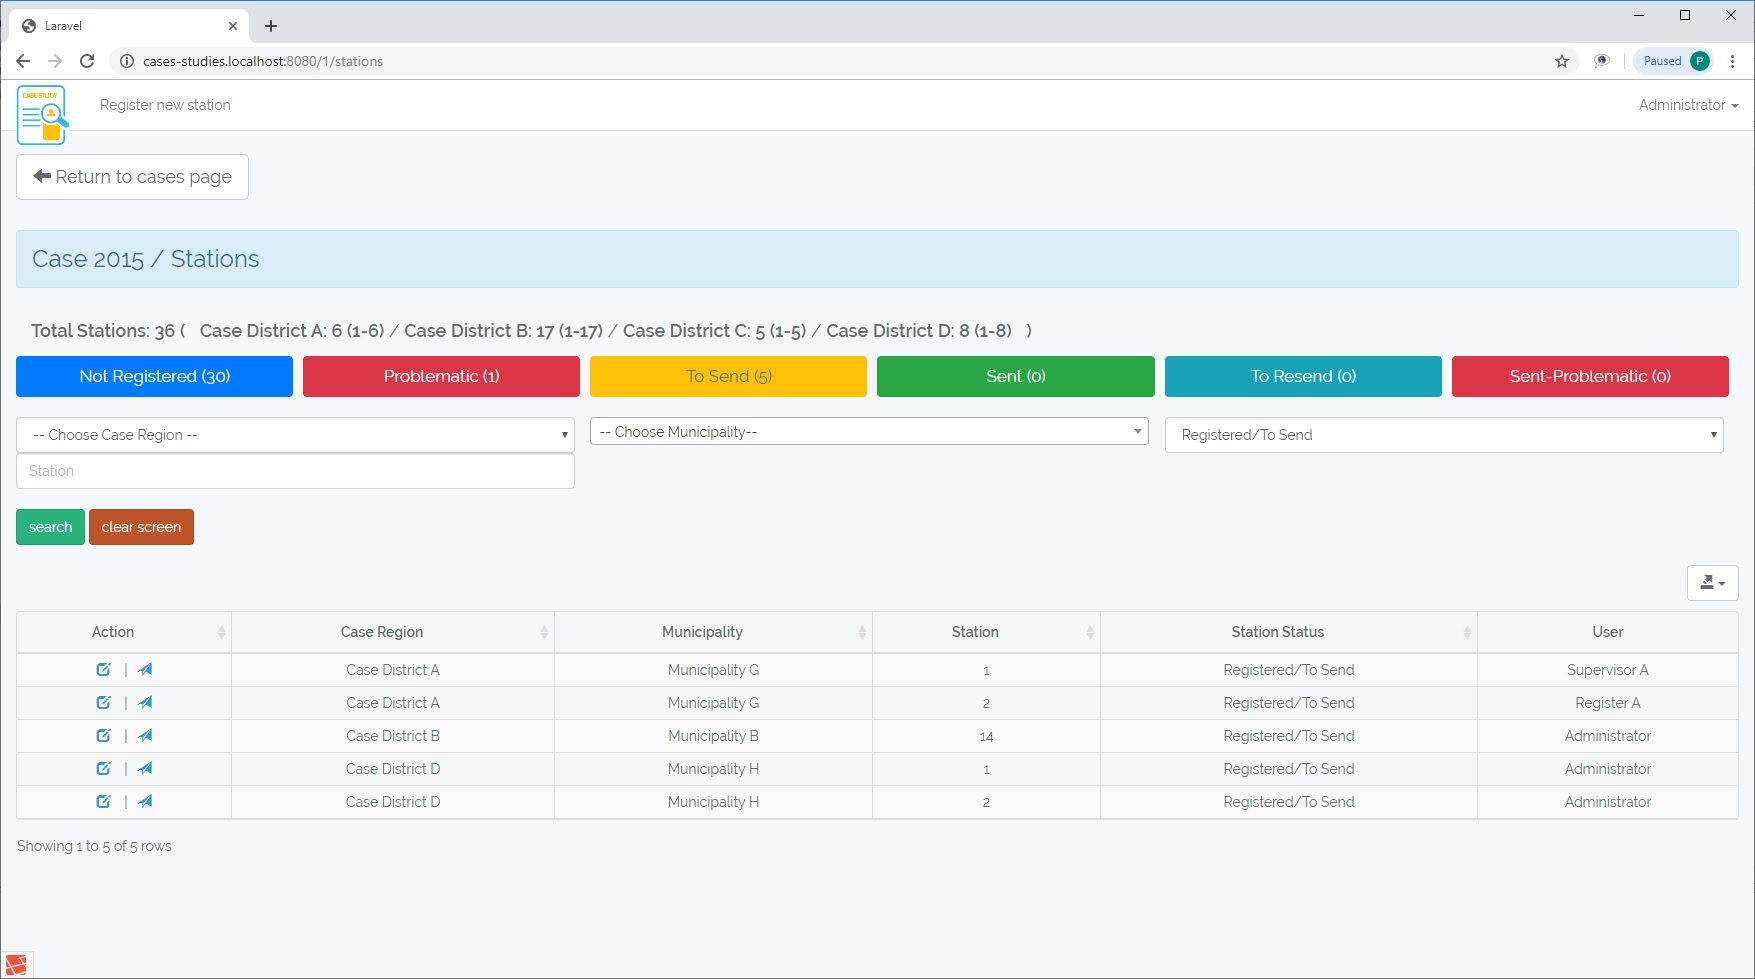 Laravel
cases-studies.localhost:8080/1/stations
Paused P
CASE STUDY
Register new station
Administrator
Return to cases page
Case 2015 / Stations
Total Stations: 36 ( Case District A: 6 (1-6) / Case District B: 17 (1-17) / Case District C: 5 (1-5) / Case District D: 8 (1-8) )
Not Registered (30) Problematic (1) To Send (5) Sent (0) To Resend (0) Sent-Problematic (0)
-- Choose Case Region -- -- Choose Municipality-- Registered/To Send
Station
search clear screen
Action Case Region Municipality Station Station Status User
| Case District A Municipality G 1 Registered/To Send Supervisor A
| Case District A Municipality G 2 Registered/To Send Register A
| Case District B Municipality B 14 Registered/To Send Administrator
| Case District D Municipality H 1 Registered/To Send Administrator
| Case District D Municipality H 2 Registered/To Send Administrator
Showing 1 to 5 of 5 rows